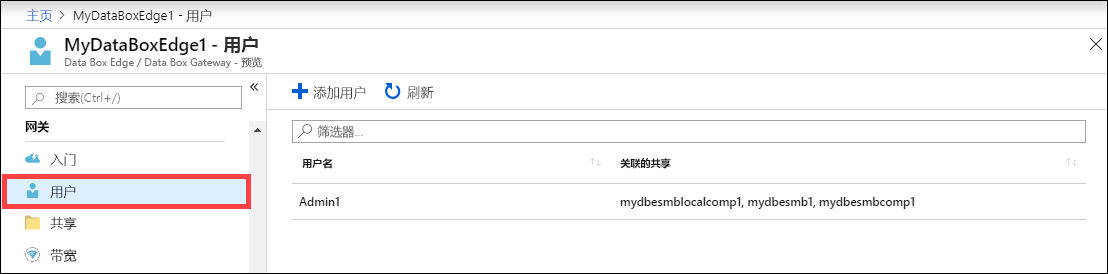 主页 > MyDataBoxEdge1 - 用户
MyDataBoxEdge1 - 用户
Data Box Edge / Data Box Gateway - 预览
搜索(Ctrl+/)
网关
入门
用户
共享
带宽
添加用户 刷新
筛选器...
用户名 关联的共享
Admin1 mydbesmblocalcomp1, mydbesmb1, mydbesmbcomp1